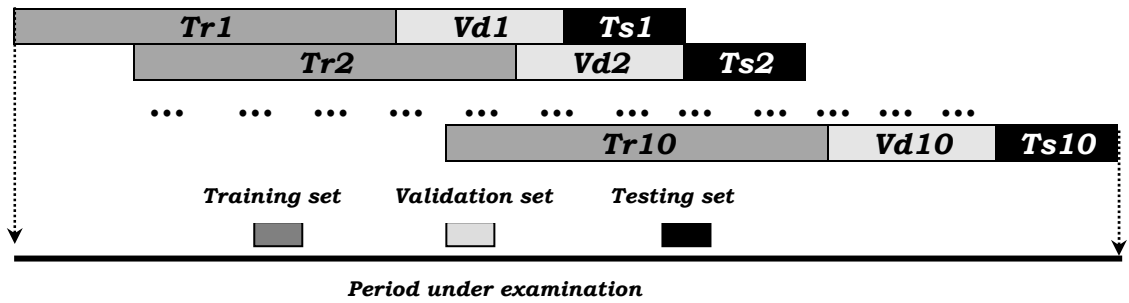 Tr1 Vd1 Ts1
Tr2 Vd2 Ts2
... ... ... ... ... ... ... ... ... ... ... ...
Tr10 Vd10 Ts10
Training set Validation set Testing set
Period under examination